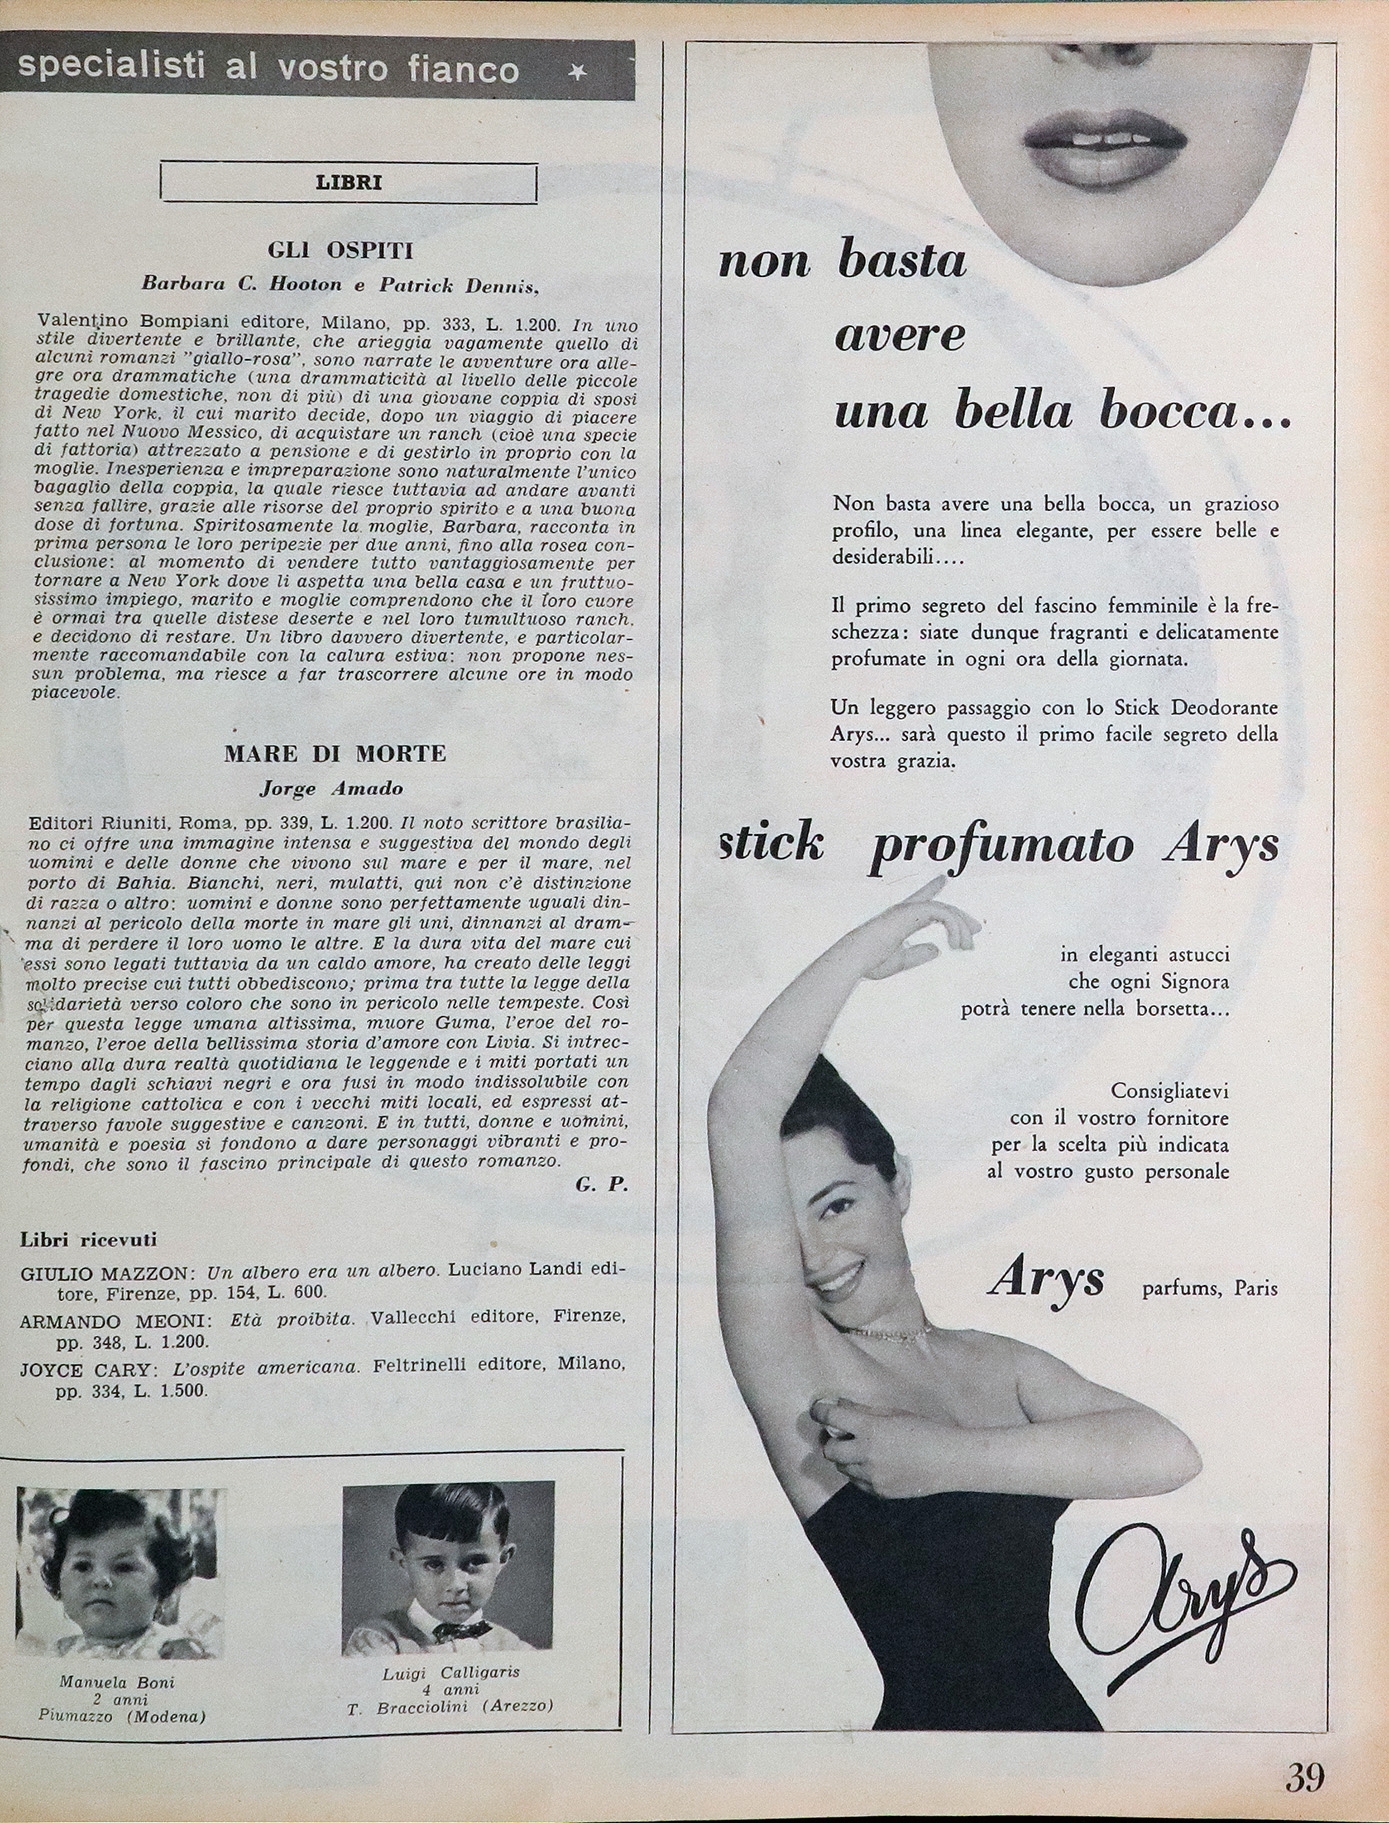 specialisti al vostro fianco ★
LIBRI
GLI OSPITI
Barbara C. Hooton e Patrick Dennis,
Valentino Bompiani editore, Milano, pp. 333, L. 1.200. In uno
stile divertente e brillante, che arieggia vagamente quello di
alcuni romanzi "giallo-rosa", sono narrate le avventure ora alle-
gre ora drammatiche (una drammaticità al livello delle piccole
tragedie domestiche, non di più) di una giovane coppia di sposi
di New York, il cui marito decide, dopo un viaggio di piacere
fatto nel Nuovo Messico, di acquistare un ranch (cioè una specie
di fattoria) attrezzato a pensione e di gestirlo in proprio con la
moglie. Inesperienza e impreparazione sono naturalmente l'unico
bagaglio della coppia, la quale riesce tuttavia ad andare avanti
senza fallire, grazie alle risorse del proprio spirito e a una buona
dose di fortuna. Spiritosamente la moglie, Barbara, racconta in
prima persona le loro peripezie per due anni, fino alla rosea con-
clusione: al momento di vendere tutto vantaggiosamente per
tornare a New York dove li aspetta una bella casa e un fruttuo-
sissimo impiego, marito e moglie comprendono che il loro cuore
è ormai tra quelle distese deserte e nel loro tumultuoso ranch.
e decidono di restare. Un libro davvero divertente, e particolar-
mente raccomandabile con la calura estiva: non propone nes-
sun problema, ma riesce a far trascorrere alcune ore in modo
piacevole.
MARE DI MORTE
Jorge Amado
Editori Riuniti, Roma, pp. 339, L. 1.200. Il noto scrittore brasilia-
no ci offre una immagine intensa e suggestiva del mondo degli
uomini e delle donne che vivono sul mare e per il mare, nel
porto di Bahia. Bianchi, neri, mulatti, qui non c'è distinzione
di razza o altro: uomini e donne sono perfettamente uguali din-
nanzi al pericolo della morte in mare gli uni, dinnanzi al dram-
ma di perdere il loro uomo le altre. E la dura vita del mare cui
essi sono legati tuttavia da un caldo amore, ha creato delle leggi
molto precise cui tutti obbediscono; prima tra tutte la legge della
solidarietà verso coloro che sono in pericolo nelle tempeste. Così
per questa legge umana altissima, muore Guma, l'eroe del ro-
manzo, l'eroe della bellissima storia d'amore con Livia. Si intrec-
ciano alla dura realtà quotidiana le leggende e i miti portati un
tempo dagli schiavi negri e ora fusi in modo indissolubile con
la religione cattolica e con i vecchi miti locali, ed espressi at-
traverso favole suggestive e canzoni. E in tutti, donne e uomini,
umanità e poesia si fondono a dare personaggi vibranti e pro-
fondi, che sono il fascino principale di questo romanzo.
G. P.
Libri ricevuti
GIULIO MAZZON: Un albero era un albero. Luciano Landi edi-
tore, Firenze, pp. 154, L. 600.
ARMANDO MEONI: Età proibita. Vallecchi editore, Firenze,
pp. 348, L. 1.200.
JOYCE CARY: L'ospite americana. Feltrinelli editore, Milano,
pp. 334, L. 1.500.
Manuela Boni
2 anni
Piumazzo (Modena)
Luigi Calligaris
4 anni
T. Bracciolini (Arezzo)
non basta
avere
una bella bocca...
Non basta avere una bella bocca, un grazioso
profilo, una linea elegante, per essere belle e
desiderabili....
Il primo segreto del fascino femminile è la fre-
schezza: siate dunque fragranti e delicatamente
profumate in ogni ora della giornata.
Un leggero passaggio con lo Stick Deodorante
Arys... sarà questo il primo facile segreto della
vostra grazia.
stick profumato Arys
in eleganti astucci
che ogni Signora
potrà tenere nella borsetta...
Consigliatevi
con il vostro fornitore
per la scelta più indicata
al vostro gusto personale
Arys parfums, Paris
Arys
39